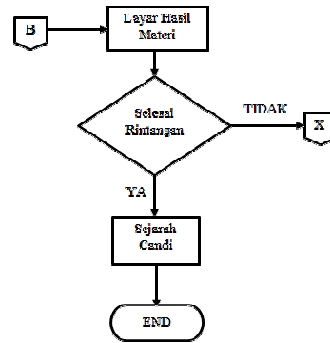 B
Layar Hasil
Materi
Selesai
Rintangan
TIDAK
X
YA
Sejarah
Candi
END